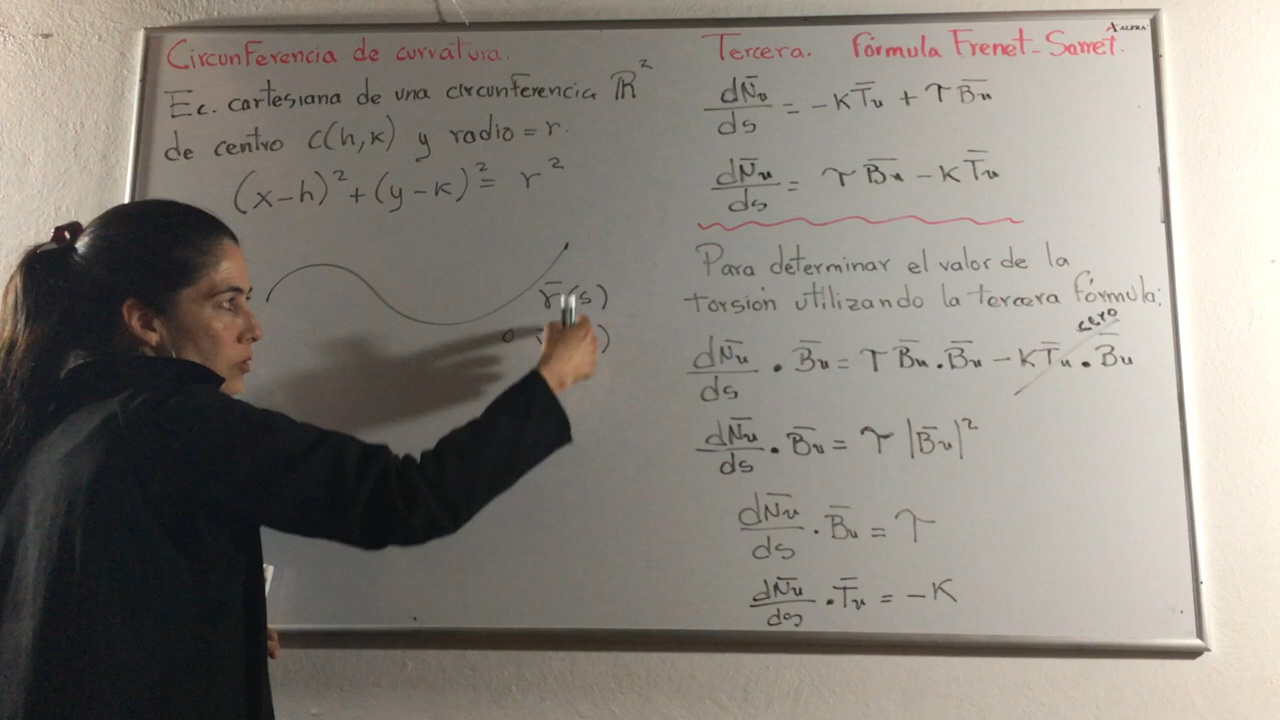 Circunferencia de curvatura.
Ec. cartesiana de una circunferencia ℝ²
de centro c(h,κ) y radio = r.
(x-h)² + (y-κ)² = r²
r̄(s)
o
)
ALFRA
Tercera. Fórmula Frenet-Sarret.
dN̄u/ds = -κT̄u + τB̄u
dN̄u/ds = τB̄u - κT̄u
Para determinar el valor de la
torsión utilizando la tercera fórmula:
cero
dN̄u/ds · B̄u = τ B̄u · B̄u - κT̄u · B̄u
dN̄u/ds · B̄u = τ |B̄u|²
dN̄u/ds · B̄u = τ
dN̄u/ds · T̄u = -κ